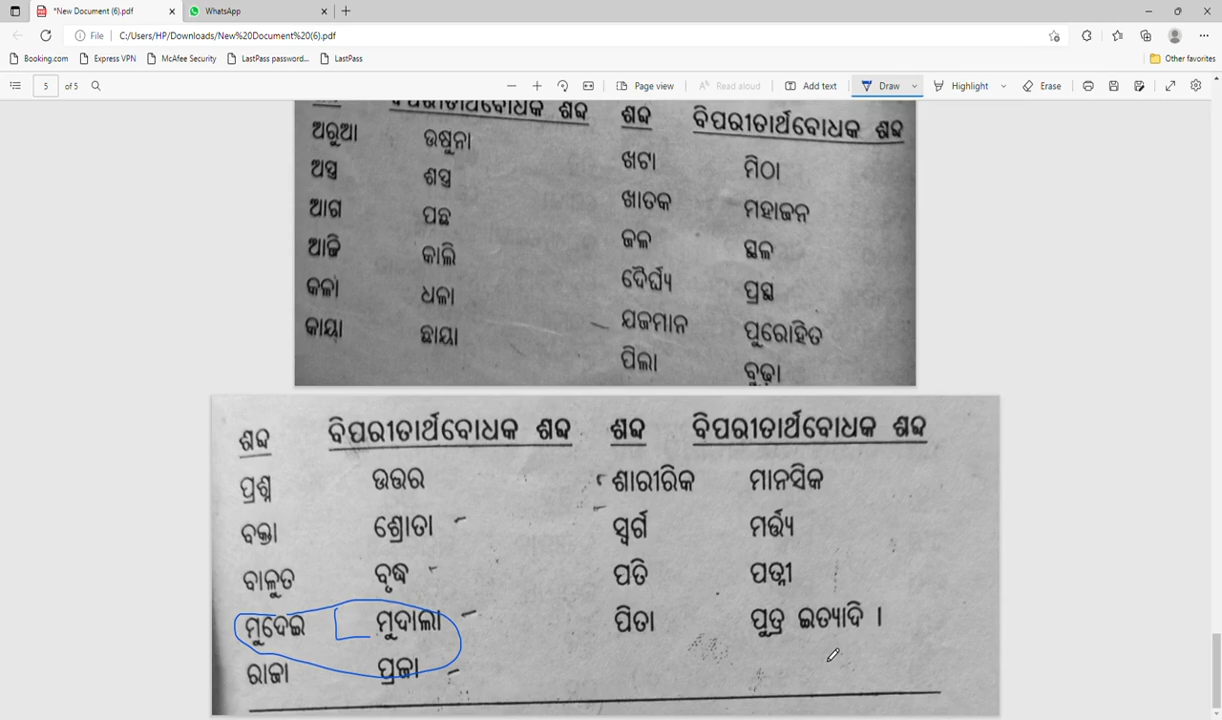 *New Document (6).pdf
WhatsApp
File C:/Users/HP/Downloads/New%20Document%20(6).pdf
Booking.com Express VPN McAfee Security LastPass password... LastPass Other favorites
5 of 5 Page view Read aloud Add text Draw Highlight Erase
ବିପରୀତାର୍ଥବୋଧକ ଶବ୍ଦ ଶବ୍ଦ ବିପରୀତାର୍ଥବୋଧକ ଶବ୍ଦ
ଅରୁଆ ଉଷୁନା ଖଟା ମିଠା
ଅସ୍ତ୍ର ଶସ୍ତ୍ର ଖାତକ ମହାଜନ
ଆଗ ପଛ ଜଳ ସ୍ଥଳ
ଆଜି କାଲି ଦୈର୍ଘ୍ୟ ପ୍ରସ୍ଥ
କଳା ଧଳା ଯଜମାନ ପୁରୋହିତ
କାୟା ଛାୟା ପିଲା ବୁଢ଼ା
ଶବ୍ଦ ବିପରୀତାର୍ଥବୋଧକ ଶବ୍ଦ ଶବ୍ଦ ବିପରୀତାର୍ଥବୋଧକ ଶବ୍ଦ
ପ୍ରଶ୍ନ ଉତ୍ତର ଶାରୀରିକ ମାନସିକ
ବକ୍ତା ଶ୍ରୋତା ସ୍ୱର୍ଗ ମର୍ତ୍ତ୍ୟ
ବାଳୁତ ବୃଦ୍ଧ ପତି ପତ୍ନୀ
ମୁଦେଇ ମୁଦାଲା ପିତା ପୁତ୍ର ଇତ୍ୟାଦି ।
ରାଜା ପ୍ରଜା